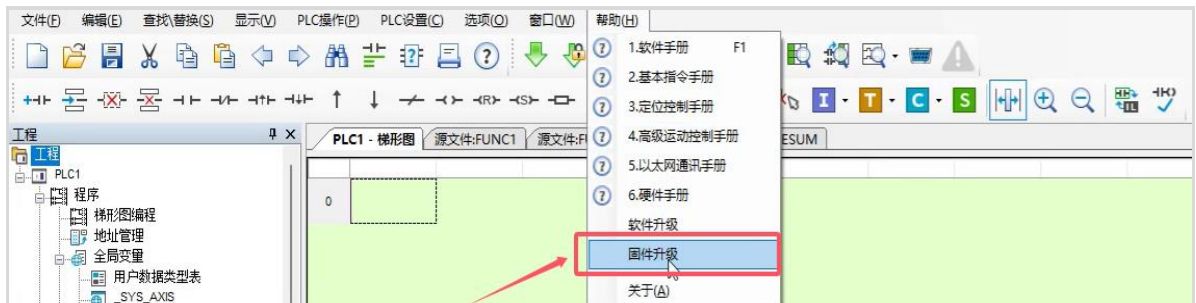 文件(F) 编辑(E) 查找\替换(S) 显示(V) PLC操作(P) PLC设置(C) 选项(O) 窗口(W) 帮助(H)
1.软件手册 F1
2.基本指令手册
3.定位控制手册
4.高级运动控制手册
5.以太网通讯手册
6.硬件手册
软件升级
固件升级
关于(A)
I T C S
工程
PLC1 - 梯形图 源文件:FUNC1 源文件:F ESUM
工程
PLC1
程序
梯形图编程
地址管理
全局变量
用户数据类型表
_SYS_AXIS
0